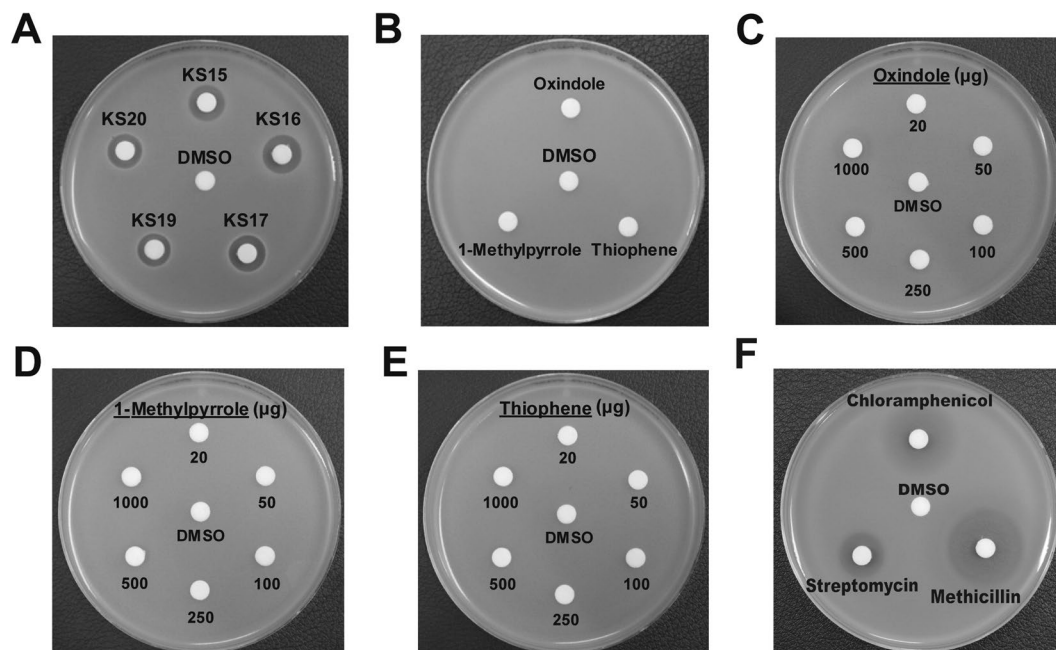 A
KS15
KS20
KS16
DMSO
KS19
KS17
B
Oxindole
DMSO
1-Methylpyrrole
Thiophene
C
Oxindole (µg)
20
1000
50
DMSO
500
100
250
D
1-Methylpyrrole (µg)
20
1000
50
DMSO
500
100
250
E
Thiophene (µg)
20
1000
50
DMSO
500
100
250
F
Chloramphenicol
DMSO
Streptomycin
Methicillin